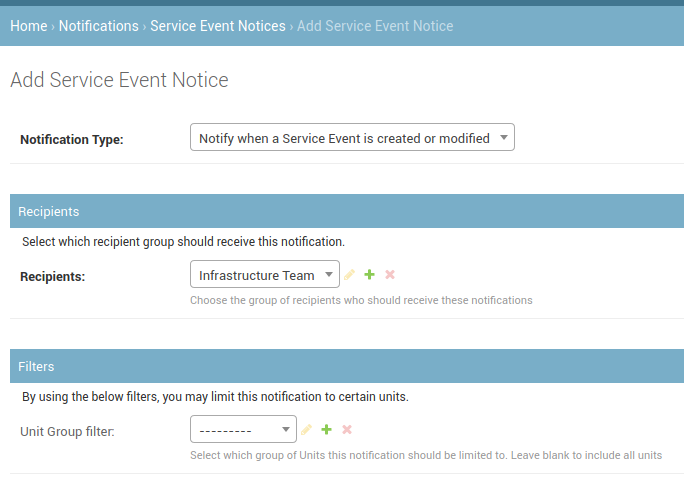 Home › Notifications › Service Event Notices › Add Service Event Notice
Add Service Event Notice
Notification Type: Notify when a Service Event is created or modified
Recipients
Select which recipient group should receive this notification.
Recipients: Infrastructure Team
Choose the group of recipients who should receive these notifications
Filters
By using the below filters, you may limit this notification to certain units.
Unit Group filter: ---------
Select which group of Units this notification should be limited to. Leave blank to include all units